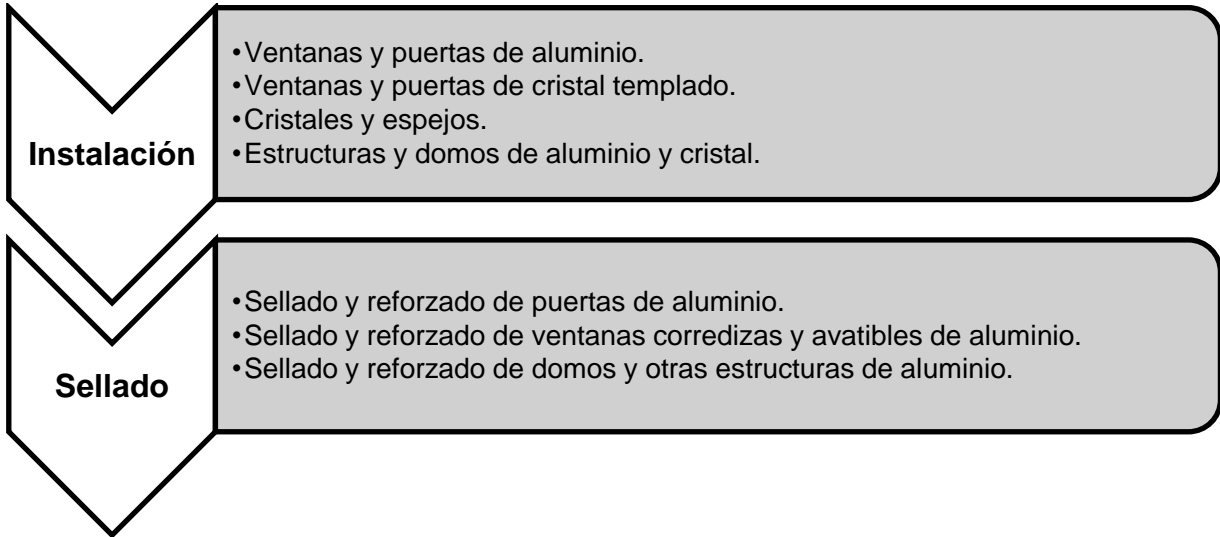 Instalación
•Ventanas y puertas de aluminio.
•Ventanas y puertas de cristal templado.
•Cristales y espejos.
•Estructuras y domos de aluminio y cristal.
Sellado
•Sellado y reforzado de puertas de aluminio.
•Sellado y reforzado de ventanas corredizas y avatibles de aluminio.
•Sellado y reforzado de domos y otras estructuras de aluminio.